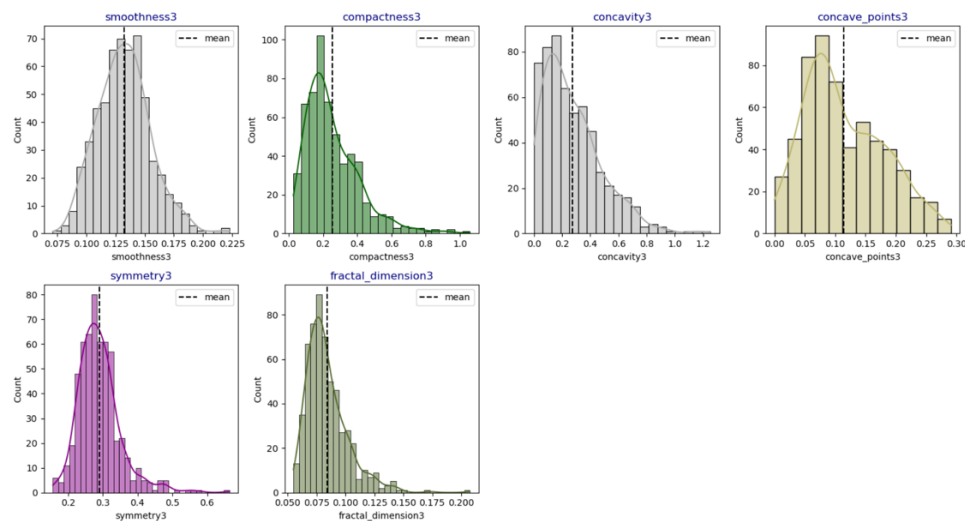 smoothness3
mean
Count
70
60
50
40
30
20
10
0
0.075 0.100 0.125 0.150 0.175 0.200 0.225
smoothness3
compactness3
mean
Count
100
80
60
40
20
0
0.0 0.2 0.4 0.6 0.8 1.0
compactness3
concavity3
mean
Count
80
60
40
20
0
0.0 0.2 0.4 0.6 0.8 1.0 1.2
concavity3
concave_points3
mean
Count
80
60
40
20
0
0.00 0.05 0.10 0.15 0.20 0.25 0.30
concave_points3
symmetry3
mean
Count
80
70
60
50
40
30
20
10
0
0.2 0.3 0.4 0.5 0.6
symmetry3
fractal_dimension3
mean
Count
80
60
40
20
0
0.050 0.075 0.100 0.125 0.150 0.175 0.200
fractal_dimension3